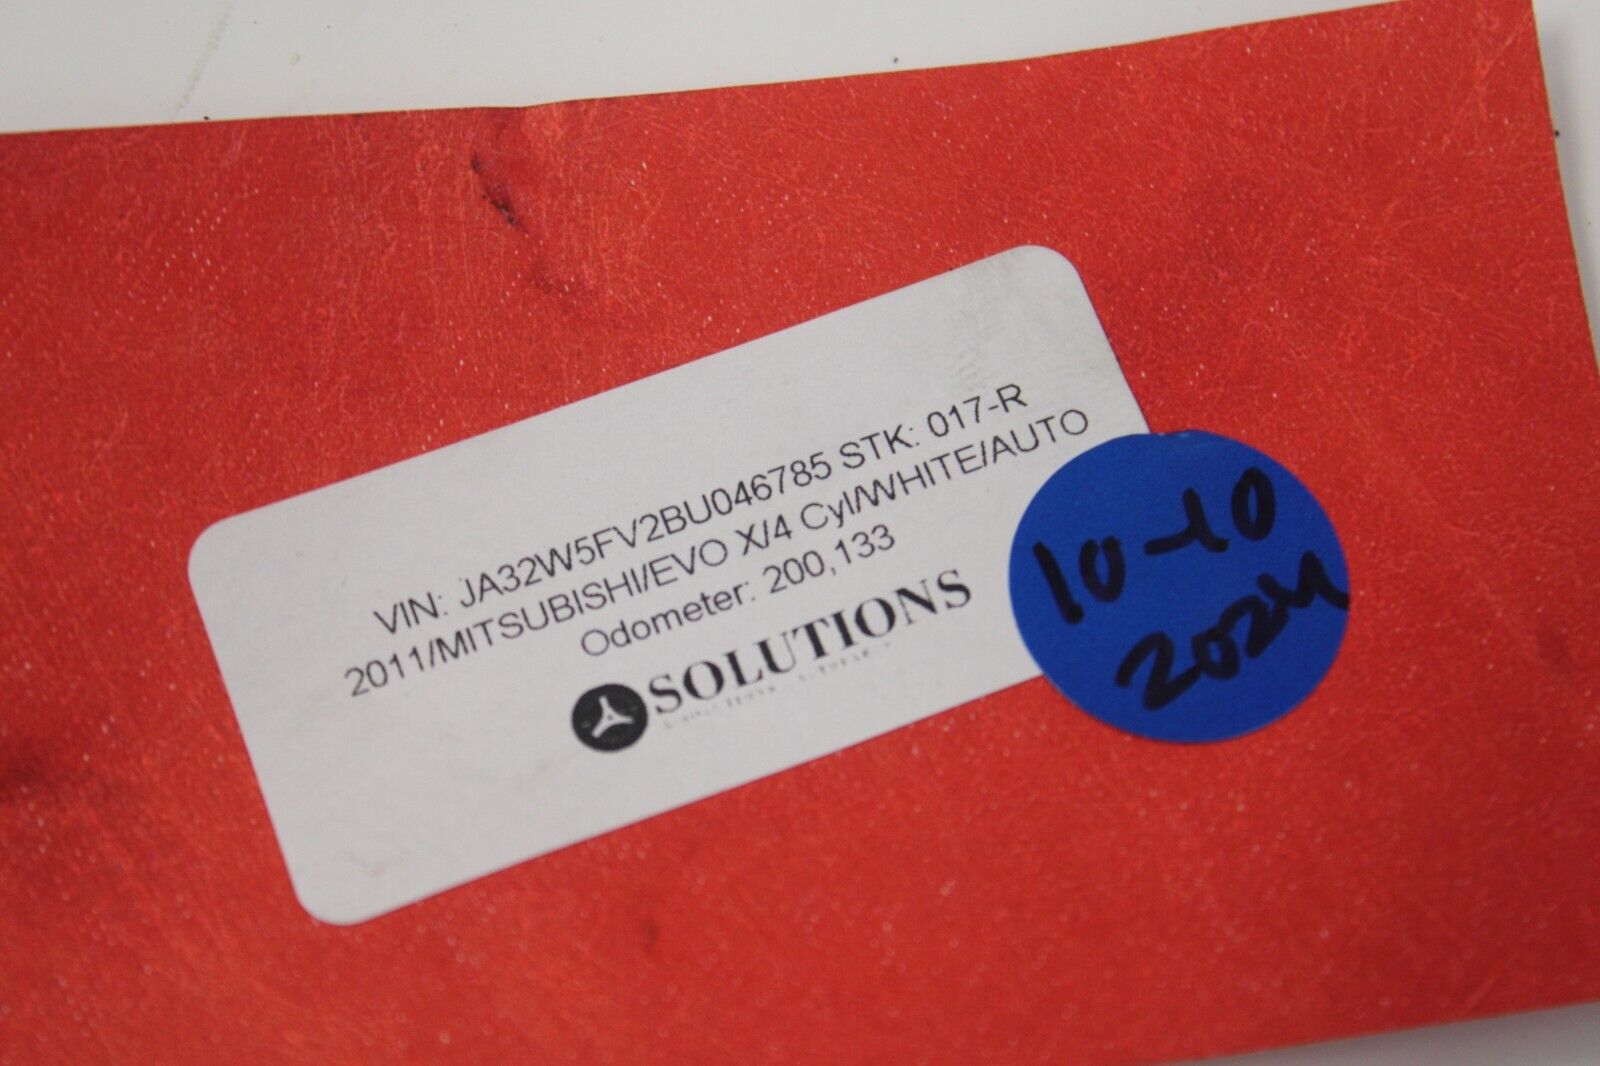 VIN: JA32W5FV2BU046785 STK: 017-R
2011/MITSUBISHI/EVO X/4 Cyl/WHITE/AUTO
Odometer: 200,133
SOLUTIONS
10-10
2024